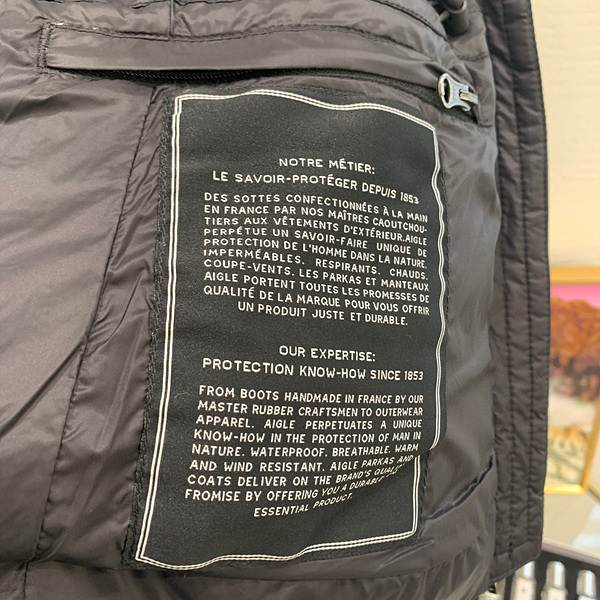 NOTRE MÉTIER:
LE SAVOIR-PROTÉGER DEPUIS 1853
DES SOTTES CONFECTIONNÉES À LA MAIN
EN FRANCE PAR NOS MAÎTRES CAOUTCHOU-
TIERS AUX VÊTEMENTS D'EXTÉRIEUR.AIGLE
PERPÉTUE UN SAVOIR-FAIRE UNIQUE DE
PROTECTION DE L'HOMME DANS LA NATURE.
IMPERMÉABLES. RESPIRANTS. CHAUDS.
COUPE-VENTS. LES PARKAS ET MANTEAUX
AIGLE PORTENT TOUTES LES PROMESSES DE
QUALITÉ DE LA MARQUE POUR VOUS OFFRIR
UN PRODUIT JUSTE ET DURABLE.
OUR EXPERTISE:
PROTECTION KNOW-HOW SINCE 1853
FROM BOOTS HANDMADE IN FRANCE BY OUR
MASTER RUBBER CRAFTSMEN TO OUTERWEAR
APPAREL. AIGLE PERPETUATES A UNIQUE
KNOW-HOW IN THE PROTECTION OF MAN IN
NATURE. WATERPROOF. BREATHABLE. WARM
AND WIND RESISTANT. AIGLE PARKAS AND
COATS DELIVER ON THE BRAND'S
FROMISE BY OFFERING YOU A DURABLE
ESSENTIAL PRODUCT.